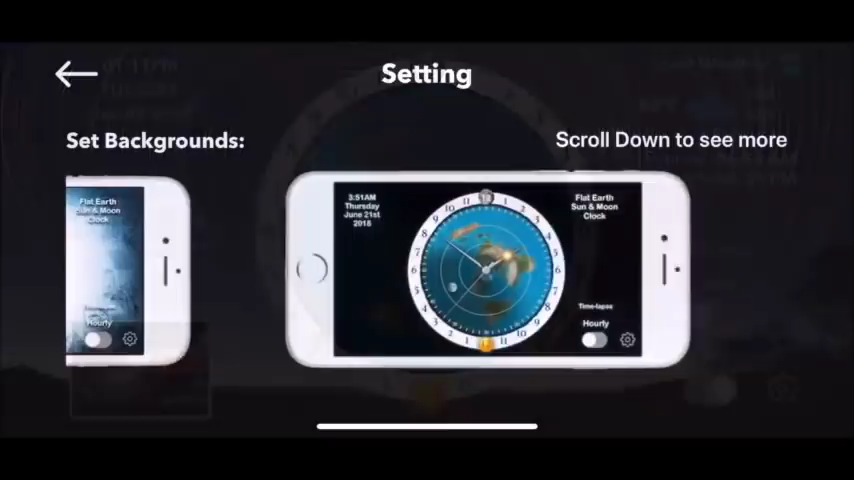 Setting
Set Backgrounds:
Scroll Down to see more
Flat Earth
Sun & Moon
Clock
Hourly
3:51AM
Thursday
June 21st
2018
Flat Earth
Sun & Moon
Clock
Time-lapse
Hourly